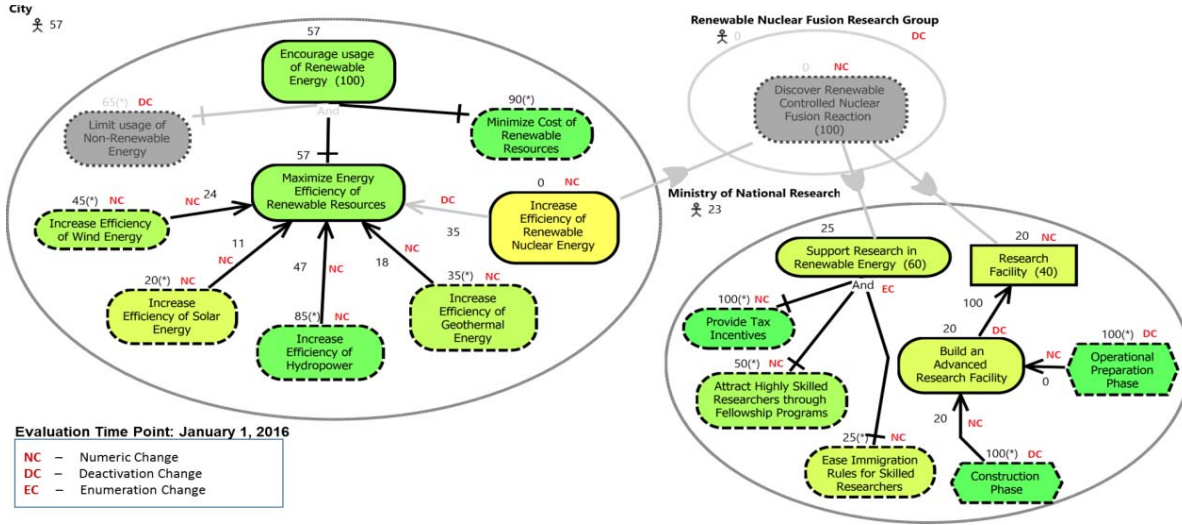 City
57
57
Encourage usage
of Renewable
Energy (100)
65(*) DC
Limit usage of
Non-Renewable
Energy
And
90(*)
Minimize Cost of
Renewable
Resources
57
Maximize Energy
Efficiency of
Renewable Resources
45(*) NC
Increase Efficiency
of Wind Energy
NC
24
20(*) NC
Increase
Efficiency of Solar
Energy
11
NC
85(*) NC
Increase
Efficiency of
Hydropower
47
NC
35(*) NC
Increase
Efficiency of
Geothermal
Energy
18
NC
0 NC
Increase
Efficiency of
Renewable
Nuclear Energy
DC
35
Renewable Nuclear Fusion Research Group
0
DC
0 NC
Discover Renewable
Controlled Nuclear
Fusion Reaction
(100)
Ministry of National Research
23
25
Support Research in
Renewable Energy (60)
And EC
20 NC
Research
Facility (40)
100(*) NC
Provide Tax
Incentives
50(*) NC
Attract Highly Skilled
Researchers through
Fellowship Programs
25(*) NC
Ease Immigration
Rules for Skilled
Researchers
100
20 DC
Build an
Advanced
Research Facility
100(*) DC
Operational
Preparation
Phase
NC
0
20
NC
100(*) DC
Construction
Phase
Evaluation Time Point: January 1, 2016
NC – Numeric Change
DC – Deactivation Change
EC – Enumeration Change